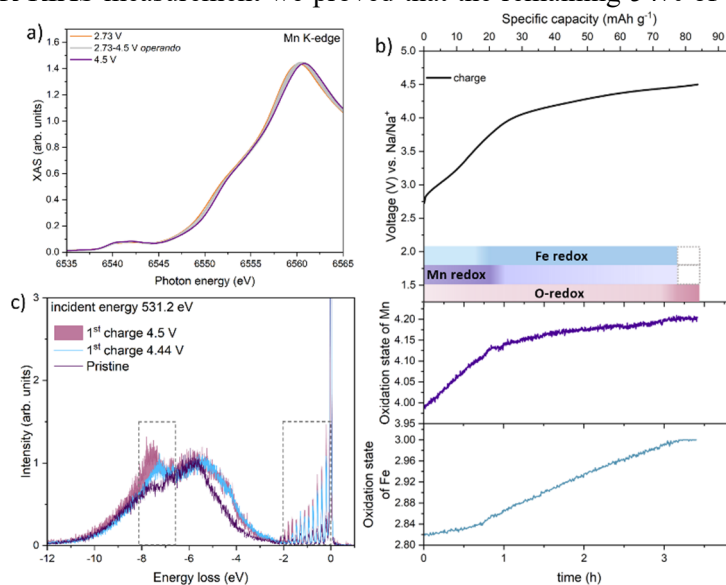 measurement we proved that the remaining
a)
Mn K-edge
2.73 V
2.73-4.5 V operando
4.5 V
XAS (arb. units)
1.6
1.4
1.2
1.0
0.8
0.6
0.4
0.2
0.0
6535 6540 6545 6550 6555 6560 6565
Photon energy (eV)
b)
Specific capacity (mAh g⁻¹)
0 10 20 30 40 50 60 70 80 90
charge
Voltage (V) vs. Na/Na⁺
5.0
4.5
4.0
3.5
3.0
2.5
2.0
1.5
Fe redox
Mn redox
O-redox
Oxidation state of Mn
4.20
4.15
4.10
4.05
4.00
3.95
Oxidation state
of Fe
3.00
2.96
2.92
2.88
2.84
2.80
0 1 2 3
time (h)
c)
incident energy 531.2 eV
1st charge 4.5 V
1st charge 4.44 V
Pristine
Intensity (arb. units)
3
2
1
0
-12 -10 -8 -6 -4 -2 0
Energy loss (eV)